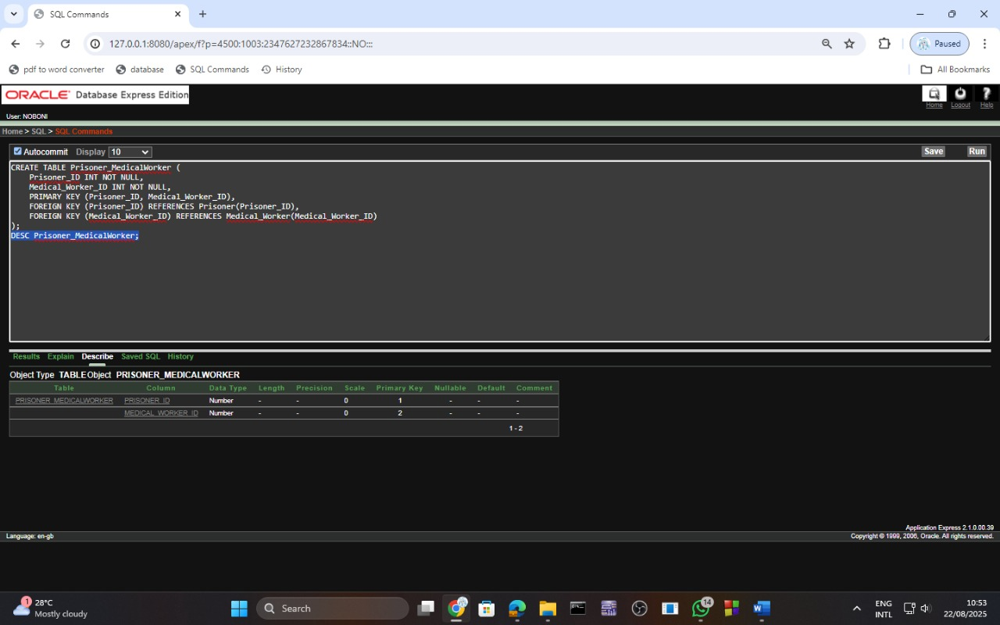 SQL Commands
127.0.0.1:8080/apex/f?p=4500:1003:2347627232867834::NO:::
Paused
pdf to word converter database SQL Commands History All Bookmarks
ORACLE Database Express Edition
Home Logout Help
User: NOBONI
Home > SQL > SQL Commands
Autocommit Display 10 Save Run
CREATE TABLE Prisoner_MedicalWorker (
Prisoner_ID INT NOT NULL,
Medical_Worker_ID INT NOT NULL,
PRIMARY KEY (Prisoner_ID, Medical_Worker_ID),
FOREIGN KEY (Prisoner_ID) REFERENCES Prisoner(Prisoner_ID),
FOREIGN KEY (Medical_Worker_ID) REFERENCES Medical_Worker(Medical_Worker_ID)
);
DESC Prisoner_MedicalWorker;
Results Explain Describe Saved SQL History
Object Type TABLE Object PRISONER_MEDICALWORKER
Table Column Data Type Length Precision Scale Primary Key Nullable Default Comment
PRISONER_MEDICALWORKER PRISONER_ID Number - - 0 1 - - -
MEDICAL_WORKER_ID Number - - 0 2 - - -
1 - 2
Application Express 2.1.0.00.39
Language: en-gb Copyright © 1999, 2006, Oracle. All rights reserved.
1 28°C
Mostly cloudy
Search
14
ENG
INTL
10:53
22/08/2025